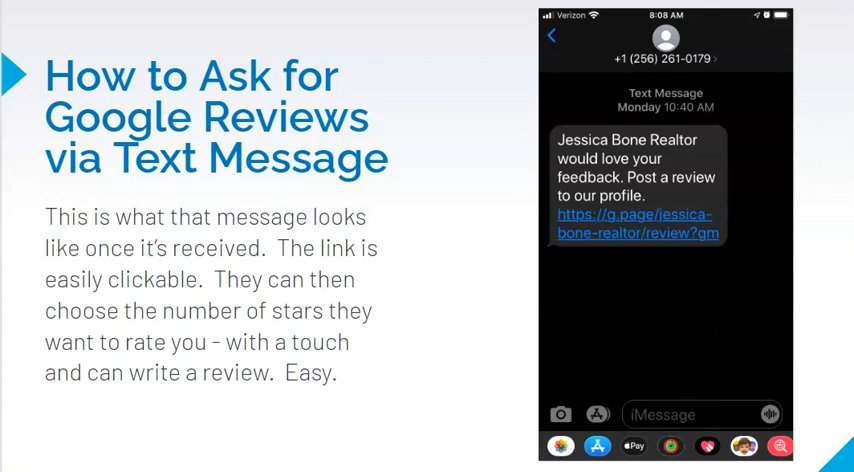 How to Ask for
Google Reviews
via Text Message
This is what that message looks
like once it's received. The link is
easily clickable. They can then
choose the number of stars they
want to rate you - with a touch
and can write a review. Easy.
Verizon
8:08 AM
+1 (256) 261-0179
Text Message
Monday 10:40 AM
Jessica Bone Realtor
would love your
feedback. Post a review
to our profile.
https://g.page/jessica-
bone-realtor/review?gm
iMessage
Pay